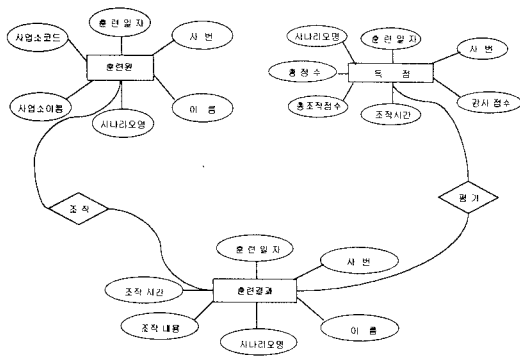 훈련일자
사업소코드
사 번
훈련원
사업소이름
이 름
시나리오명
시나리오명
훈련일자
사 번
총점수
득 점
총조작점수
감사점수
조작시간
조작
평가
훈련일자
사 번
조작시간
훈련결과
조작내용
시나리오명
이 름